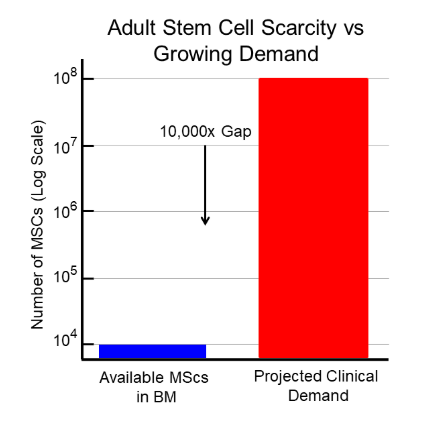 Adult Stem Cell Scarcity vs
Growing Demand
Number of MSCs (Log Scale)
10⁸
10⁷
10⁶
10⁵
10⁴
10,000x Gap
Available MScs
in BM
Projected Clinical
Demand